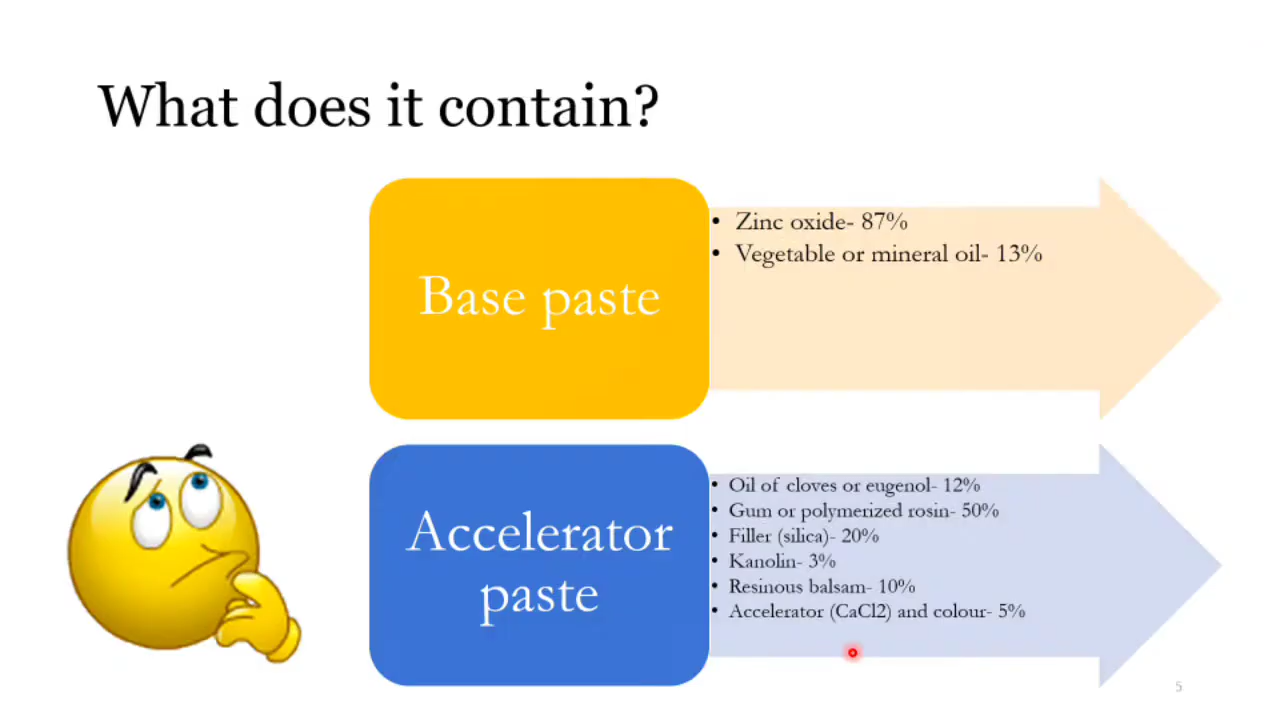 What does it contain?
Base paste
• Zinc oxide- 87%
• Vegetable or mineral oil- 13%
Accelerator
paste
• Oil of cloves or eugenol- 12%
• Gum or polymerized rosin- 50%
• Filler (silica)- 20%
• Kanolin- 3%
• Resinous balsam- 10%
• Accelerator (CaCl2) and colour- 5%
5